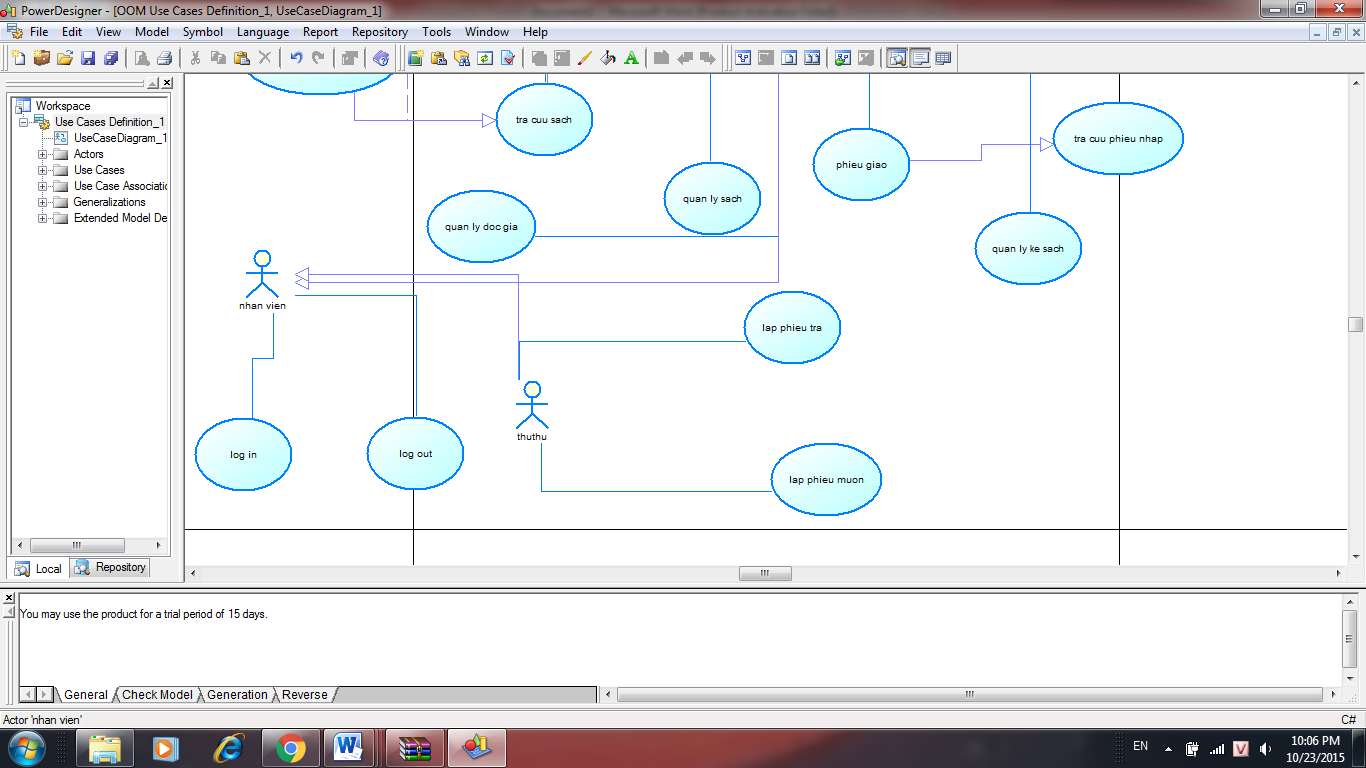 PowerDesigner - [OOM Use Cases Definition_1, UseCaseDiagram_1]
File Edit View Model Symbol Language Report Repository Tools Window Help
Workspace
Use Cases Definition_1
UseCaseDiagram_1
Actors
Use Cases
Use Case Associatio
Generalizations
Extended Model De
Local Repository
tra cuu sach
tra cuu phieu nhap
phieu giao
quan ly sach
quan ly doc gia
quan ly ke sach
nhan vien
lap phieu tra
thuthu
log in
log out
lap phieu muon
You may use the product for a trial period of 15 days.
General Check Model Generation Reverse
Actor 'nhan vien'
C#
EN
10:06 PM
10/23/2015